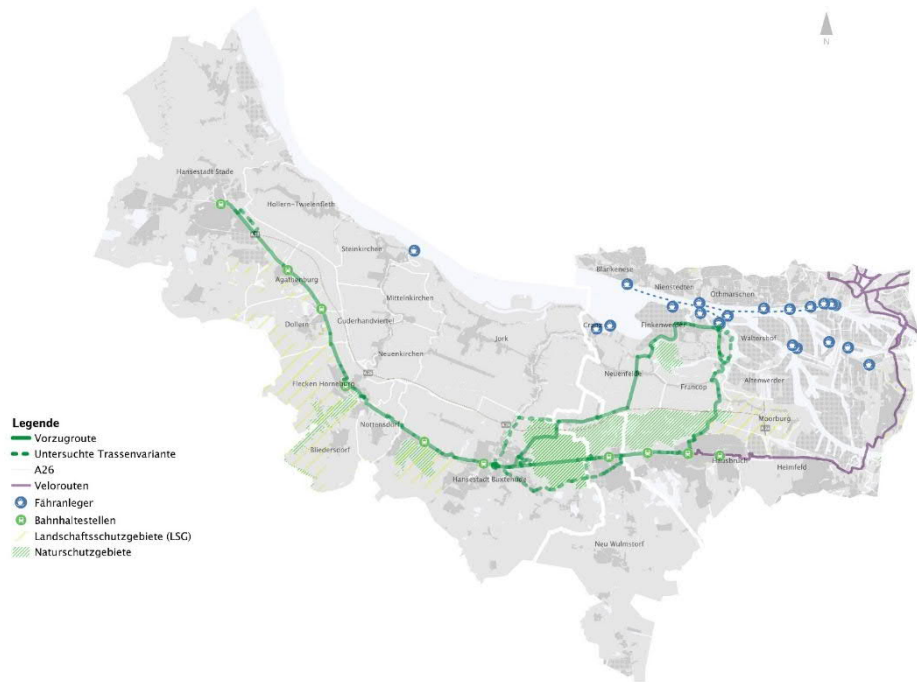 N
Hansestadt Stade
Hollern-Twielenfleth
Steinkirchen
Blankenese
Nienstedten
Othmarschen
Agathenburg
Mittelnkirchen
Guderhandviertel
Cranz
Finkenwerder
Waltershof
Dollern
Jork
Neuenkirchen
Neuenfelde
Francop
Altenwerder
Flecken Horneburg
Moorburg
Nottensdorf
Bliedersdorf
Hausbruch
Heimfeld
Hansestadt Buxtehude
Neu Wulmsdorf
Legende
Vorzugroute
Untersuchte Trassenvariante
A26
Velorouten
Fähranleger
Bahnhaltestellen
Landschaftsschutzgebiete (LSG)
Naturschutzgebiete